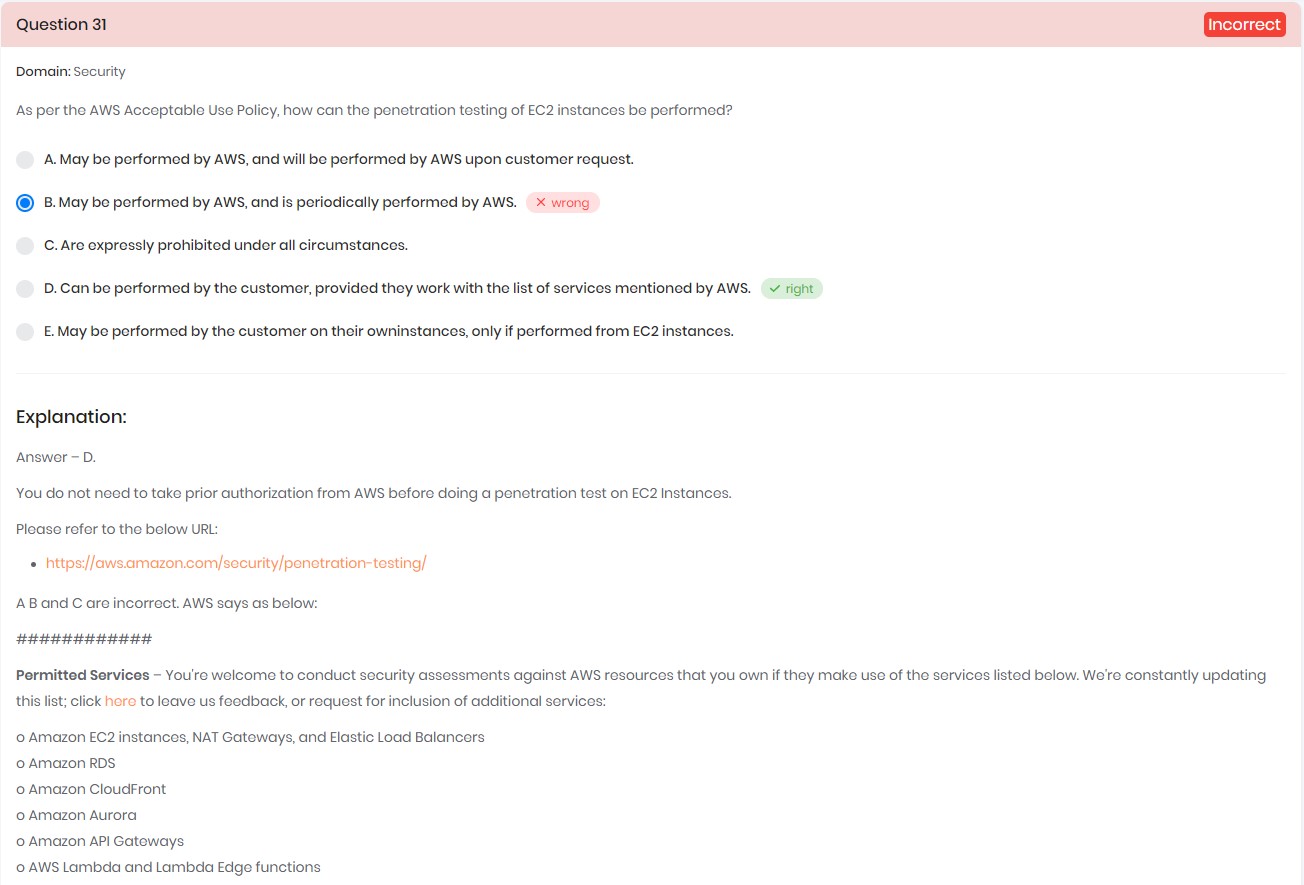 Question 31
Incorrect
Domain: Security
As per the AWS Acceptable Use Policy, how can the penetration testing of EC2 instances be performed?
A. May be performed by AWS, and will be performed by AWS upon customer request.
B. May be performed by AWS, and is periodically performed by AWS. × wrong
C. Are expressly prohibited under all circumstances.
D. Can be performed by the customer, provided they work with the list of services mentioned by AWS. ✓ right
E. May be performed by the customer on their owninstances, only if performed from EC2 instances.
Explanation:
Answer – D.
You do not need to take prior authorization from AWS before doing a penetration test on EC2 Instances.
Please refer to the below URL:
• https://aws.amazon.com/security/penetration-testing/
A B and C are incorrect. AWS says as below:
############
Permitted Services – You're welcome to conduct security assessments against AWS resources that you own if they make use of the services listed below. We're constantly updating
this list; click here to leave us feedback, or request for inclusion of additional services:
o Amazon EC2 instances, NAT Gateways, and Elastic Load Balancers
o Amazon RDS
o Amazon CloudFront
o Amazon Aurora
o Amazon API Gateways
o AWS Lambda and Lambda Edge functions